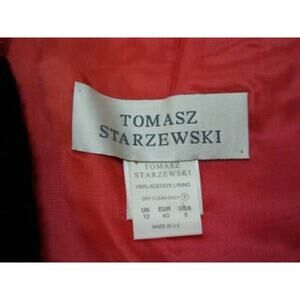 TOMASZ
STARZEWSKI
TOMASZ
STARZEWSKI
100% ACETATE LINING
DRY CLEAN ONLY Ⓟ
UK EUR USA
12 40 8
MADE IN U.K